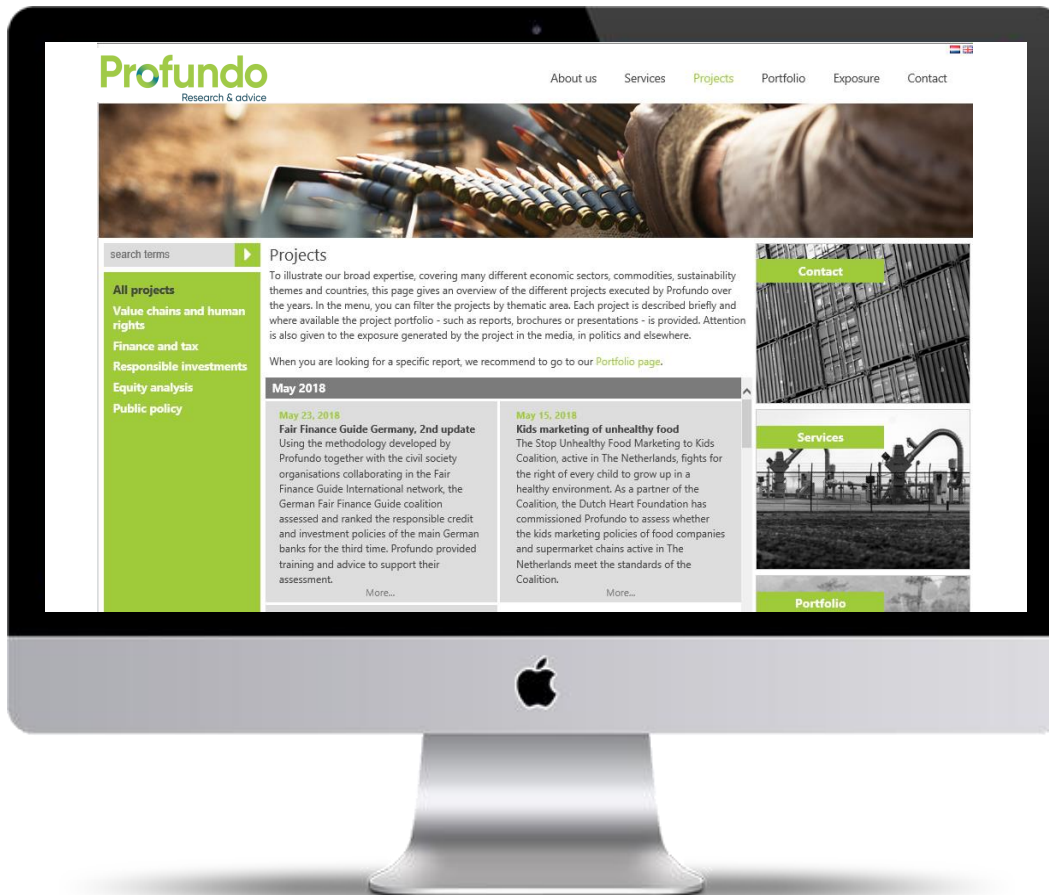 Profundo
Research & advice
About us Services Projects Portfolio Exposure Contact
search terms
All projects
Value chains and human
rights
Finance and tax
Responsible investments
Equity analysis
Public policy
Projects
To illustrate our broad expertise, covering many different economic sectors, commodities, sustainability
themes and countries, this page gives an overview of the different projects executed by Profundo over
the years. In the menu, you can filter the projects by thematic area. Each project is described briefly and
where available the project portfolio - such as reports, brochures or presentations - is provided. Attention
is also given to the exposure generated by the project in the media, in politics and elsewhere.
When you are looking for a specific report, we recommend to go to our Portfolio page.
May 2018
May 23, 2018
Fair Finance Guide Germany, 2nd update
Using the methodology developed by
Profundo together with the civil society
organisations collaborating in the Fair
Finance Guide International network, the
German Fair Finance Guide coalition
assessed and ranked the responsible credit
and investment policies of the main German
banks for the third time. Profundo provided
training and advice to support their
assessment.
More...
May 15, 2018
Kids marketing of unhealthy food
The Stop Unhealthy Food Marketing to Kids
Coalition, active in The Netherlands, fights for
the right of every child to grow up in a
healthy environment. As a partner of the
Coalition, the Dutch Heart Foundation has
commissioned Profundo to assess whether
the kids marketing policies of food companies
and supermarket chains active in The
Netherlands meet the standards of the
Coalition.
More...
Contact
Services
Portfolio